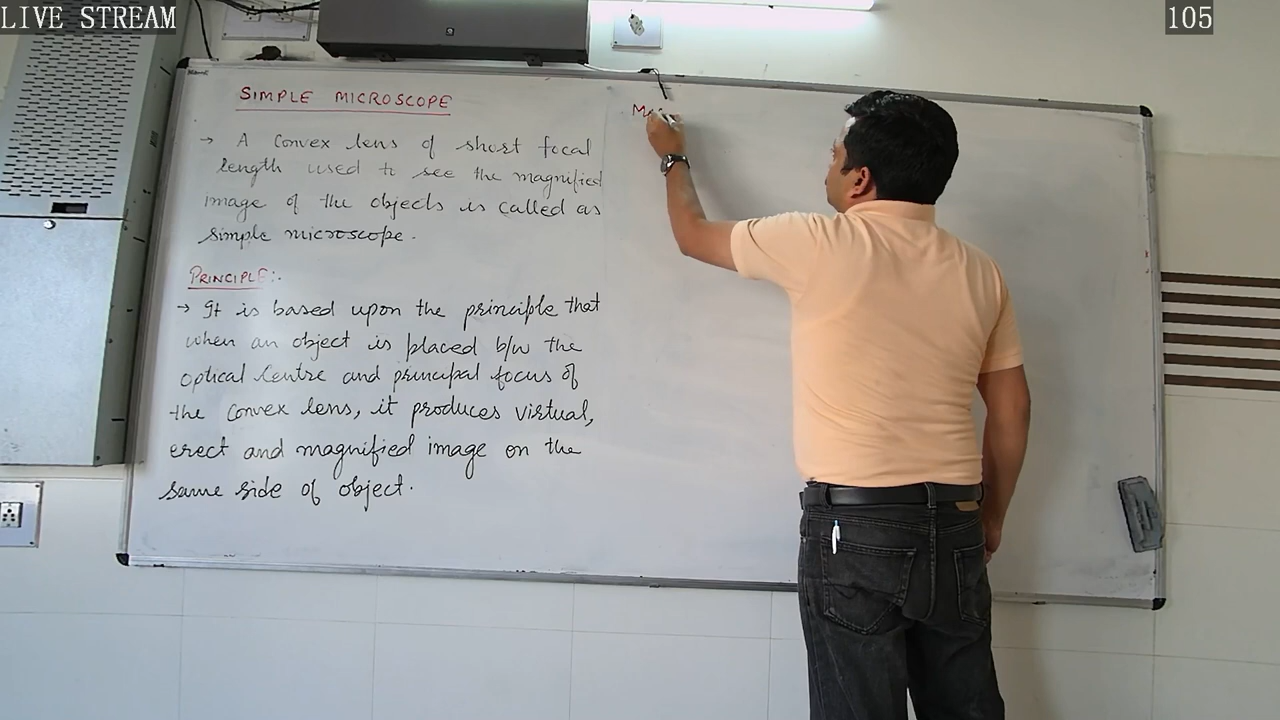 LIVE STREAM
105
SIMPLE MICROSCOPE
→ A convex lens of short focal
length used to see the magnified
image of the objects is called as
simple microscope.
PRINCIPLE:-
→ It is based upon the principle that
when an object is placed b/w the
optical centre and principal focus of
the convex lens, it produces virtual,
erect and magnified image on the
same side of object.